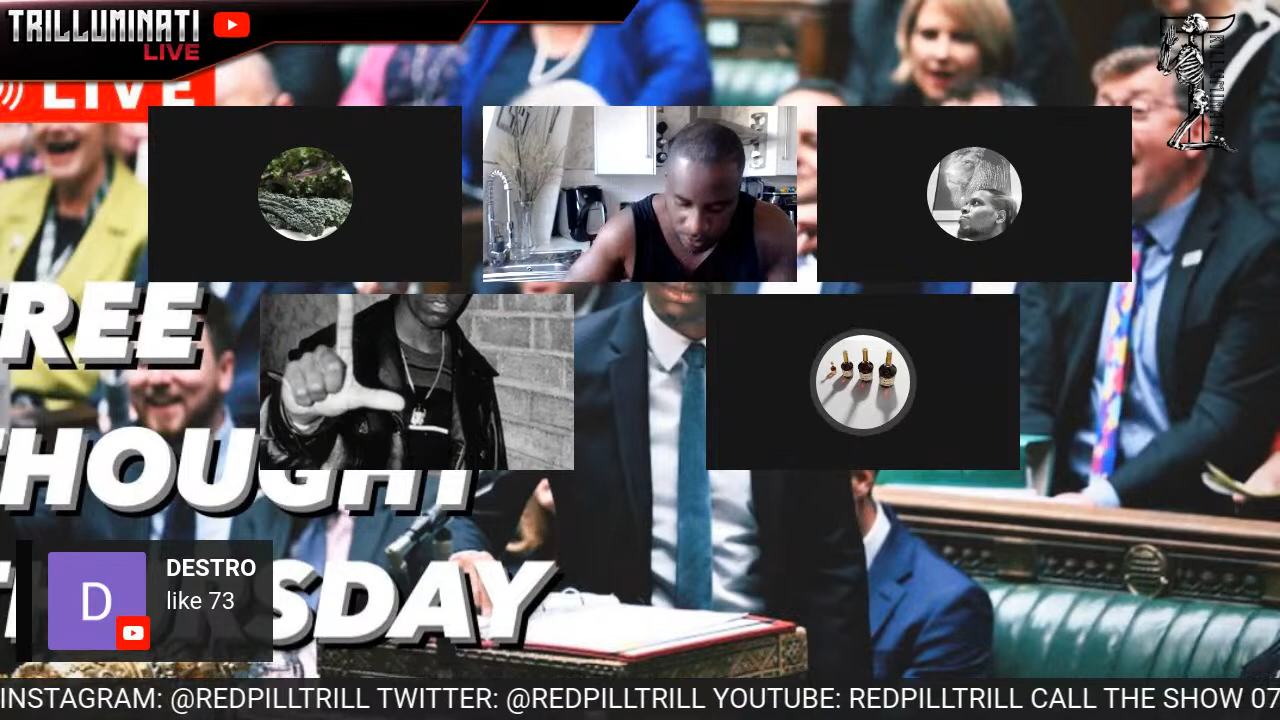 TRILLUMINATI
LIVE
LIVE
TRILLUMINATI
REE
HOUGHT
SDAY
D
DESTRO
like 73
INSTAGRAM: @REDPILLTRILL TWITTER: @REDPILLTRILL YOUTUBE: REDPILLTRILL CALL THE SHOW 07